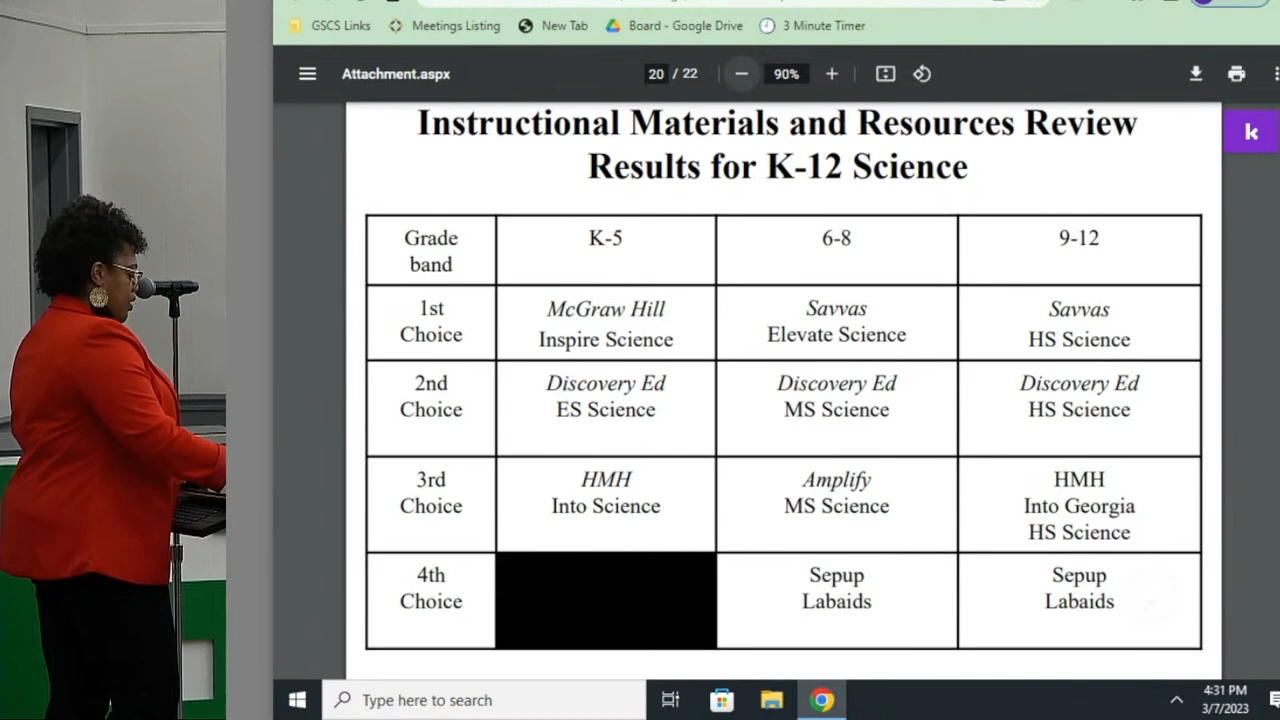 GSCS Links
Meetings Listing
New Tab
Board - Google Drive
3 Minute Timer
Attachment.aspx
20 / 22
90%
k
Instructional Materials and Resources Review
Results for K-12 Science
Grade
band
K-5
6-8
9-12
1st
Choice
McGraw Hill
Inspire Science
Savvas
Elevate Science
Savvas
HS Science
2nd
Choice
Discovery Ed
ES Science
Discovery Ed
MS Science
Discovery Ed
HS Science
3rd
Choice
HMH
Into Science
Amplify
MS Science
HMH
Into Georgia
HS Science
4th
Choice
Sepup
Labaids
Sepup
Labaids
Type here to search
4:31 PM
3/7/2023